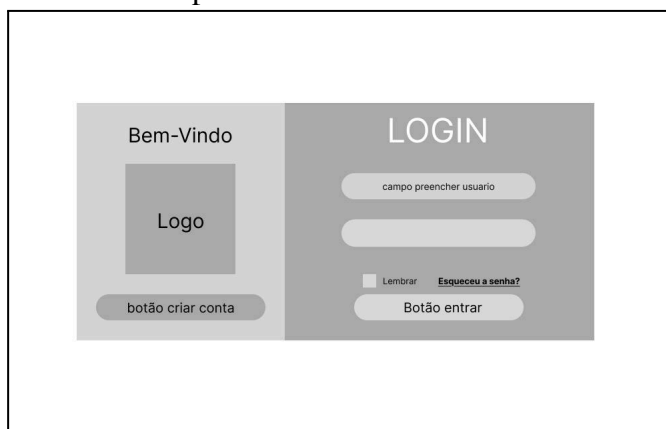 Bem-Vindo
Logo
botão criar conta
LOGIN
campo preencher usuario
Lembrar Esqueceu a senha?
Botão entrar